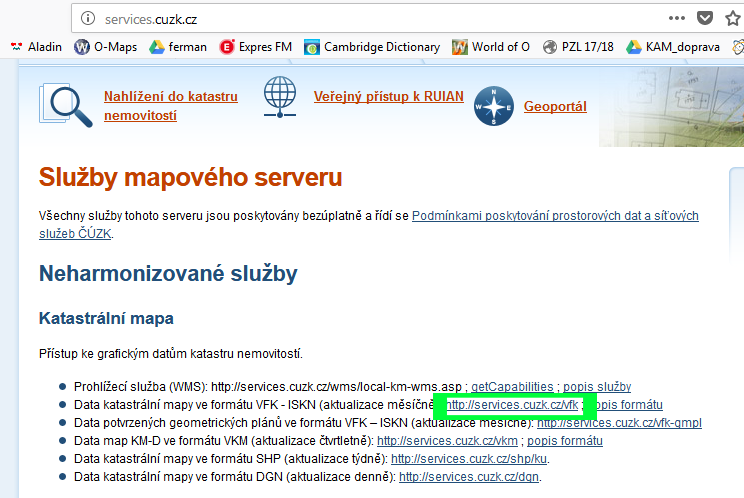 services.cuzk.cz
Aladin O-Maps ferman Expres FM Cambridge Dictionary World of O PZL 17/18 KAM_doprava
Nahlížení do katastru
nemovitostí
Veřejný přístup k RUIAN
Geoportál
Služby mapového serveru
Všechny služby tohoto serveru jsou poskytovány bezúplatně a řídí se Podmínkami poskytování prostorových dat a síťových
služeb ČÚZK.
Neharmonizované služby
Katastrální mapa
Přístup ke grafickým datům katastru nemovitostí.
Prohlížecí služba (WMS): http://services.cuzk.cz/wms/local-km-wms.asp ; getCapabilities ; popis služby
Data katastrální mapy ve formátu VFK - ISKN (aktualizace měsíčně http://services.cuzk.cz/vfk ; popis formátu
Data potvrzených geometrických plánů ve formátu VFK – ISKN (aktualizace měsíčně): http://services.cuzk.cz/vfk-gmpl
Data map KM-D ve formátu VKM (aktualizace čtvrtletně): http://services.cuzk.cz/vkm ; popis formátu
Data katastrální mapy ve formátu SHP (aktualizace týdně): http://services.cuzk.cz/shp/ku.
Data katastrální mapy ve formátu DGN (aktualizace denně): http://services.cuzk.cz/dgn.